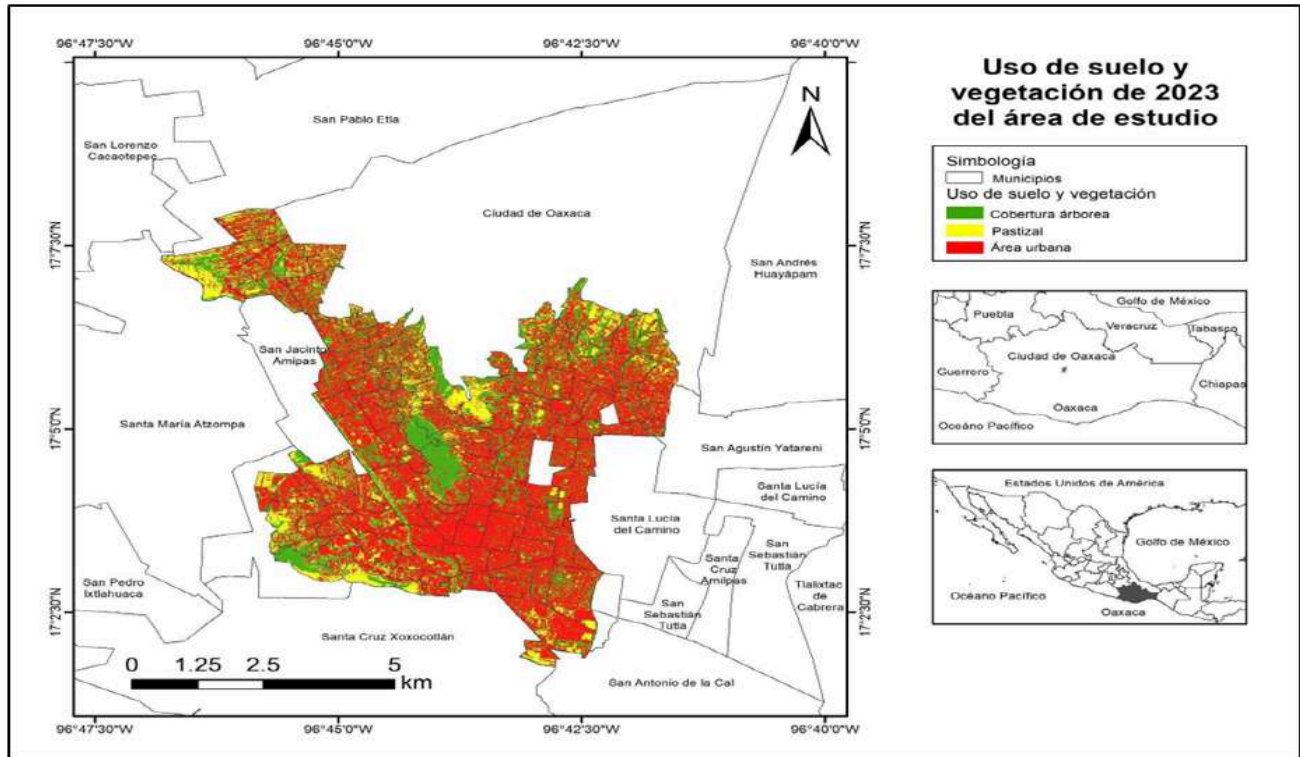 96°47'30"W 96°45'0"W 96°42'30"W 96°40'0"W
17°7'30"N
17°5'0"N
17°2'30"N
San Pablo Etla
San Lorenzo
Cacaotepec
Ciudad de Oaxaca
San Andrés
Huayápam
San Jacinto
Amipas
Santa María Atzompa
San Agustín Yatareni
Santa Lucía
del Camino
Santa Lucía
del Camino
San
Sebastián
Tutla
Santa
Cruz
Amilpas
Tlalixtac
de
Cabrera
San
Sebastián
Tutla
San Pedro
Ixtlahuaca
Santa Cruz Xoxocotlán
San Antonio de la Cal
N
0 1.25 2.5 5
km
17°7'30"N
17°5'0"N
17°2'30"N
96°47'30"W 96°45'0"W 96°42'30"W 96°40'0"W
Uso de suelo y
vegetación de 2023
del área de estudio
Simbología
Municipios
Uso de suelo y vegetación
Cobertura árborea
Pastizal
Área urbana
Golfo de México
Puebla
Veracruz
Tabasco
Ciudad de Oaxaca
Guerrero
Chiapas
Oaxaca
Océano Pacífico
Estados Unidos de América
Golfo de México
Océano Pacífico
Oaxaca